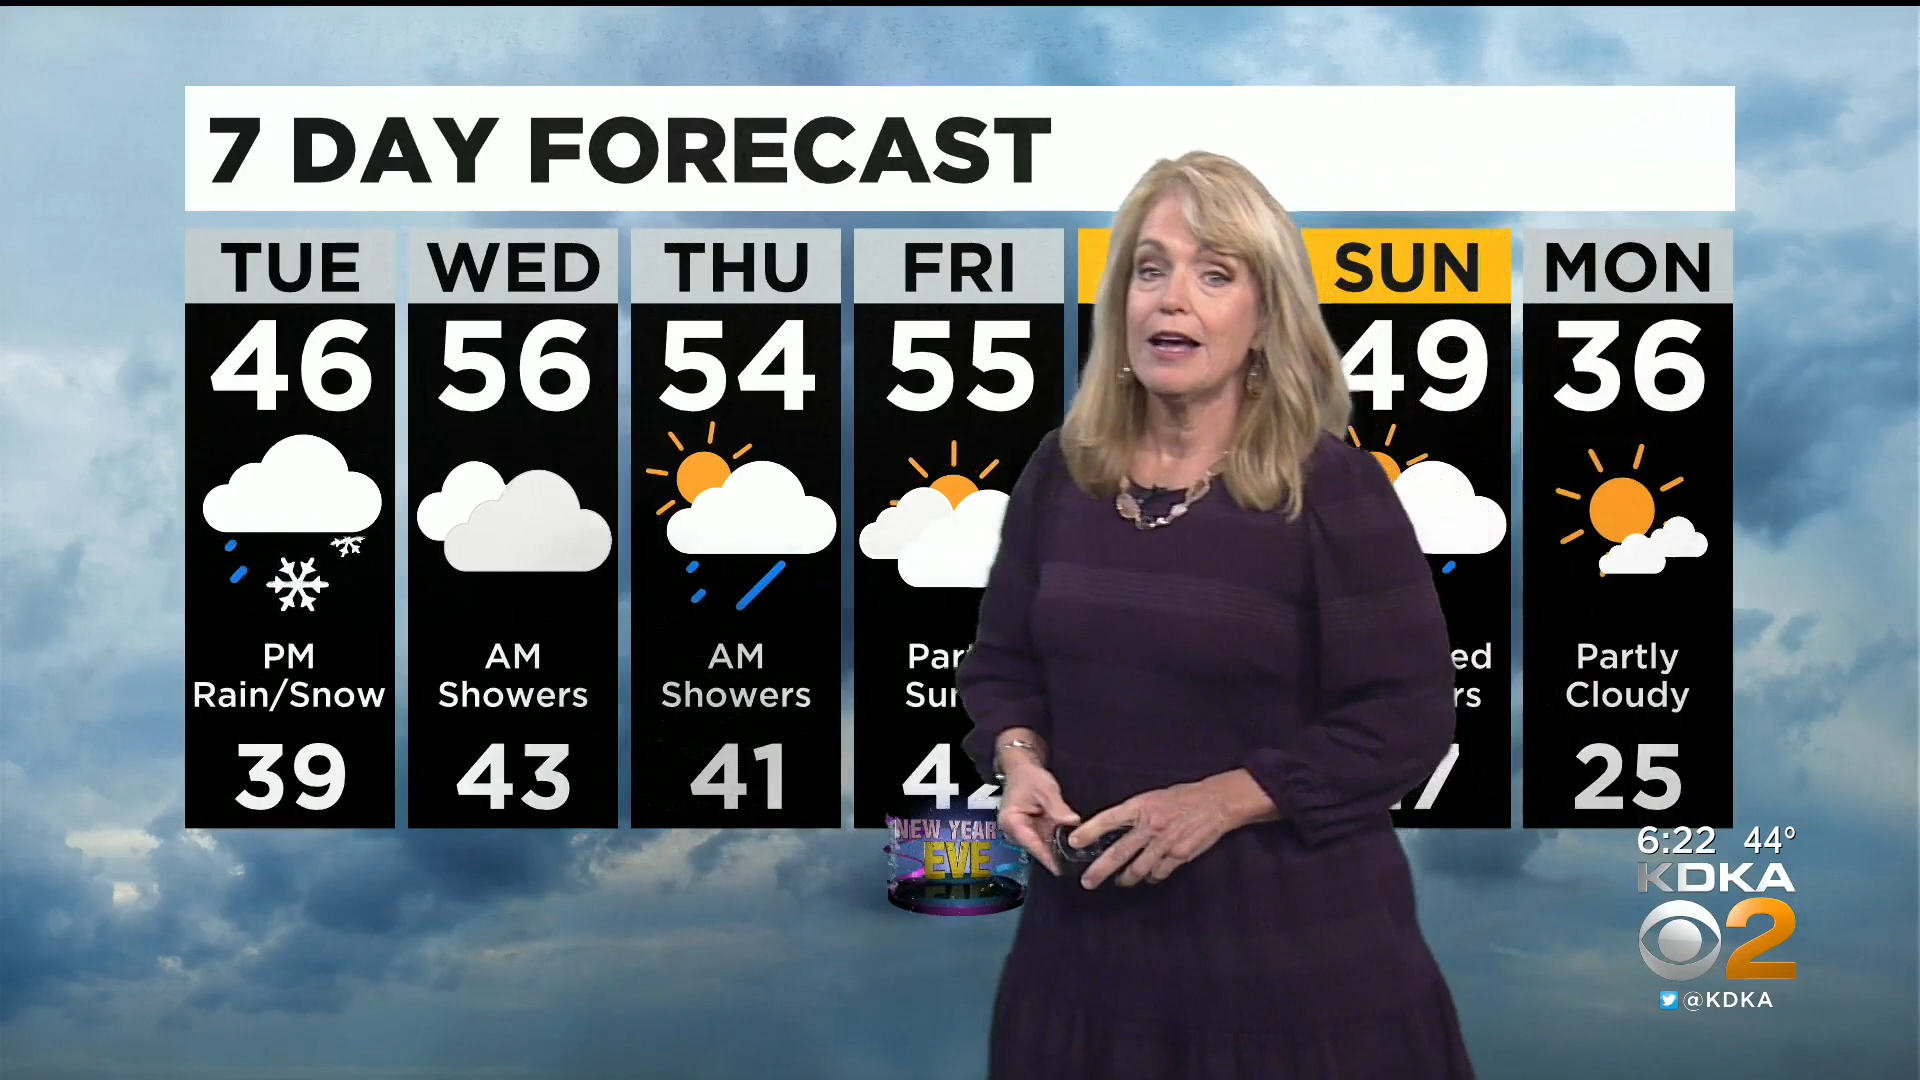 7 DAY FORECAST
TUE WED THU FRI SUN MON
46 56 54 55 49 36
PM AM AM Partly
Rain/Snow Showers Showers Cloudy
39 43 41 42 25
NEW YEAR
EVE
6:22 44°
KDKA
2
@KDKA